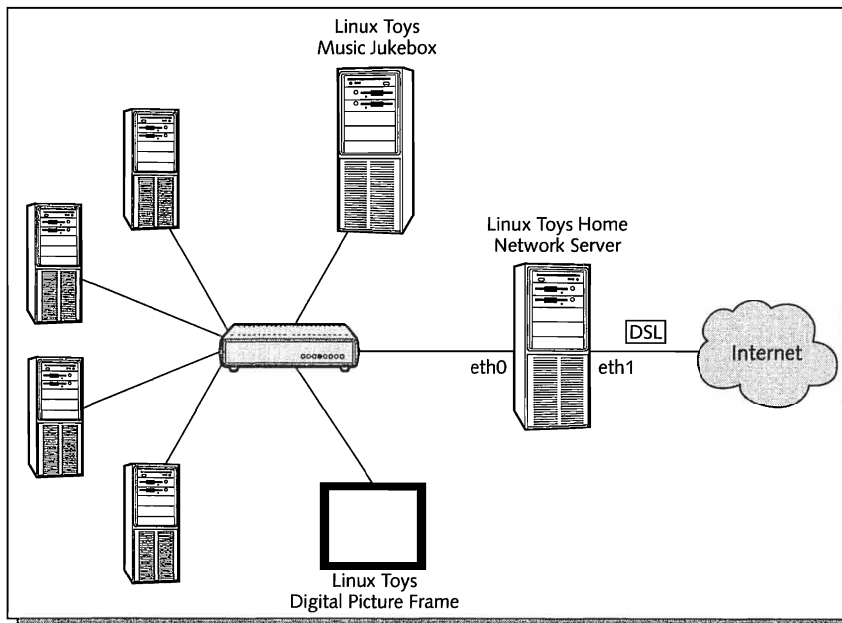 Linux Toys
Music Jukebox
Linux Toys Home
Network Server
DSL
Internet
eth0
eth1
Linux Toys
Digital Picture Frame